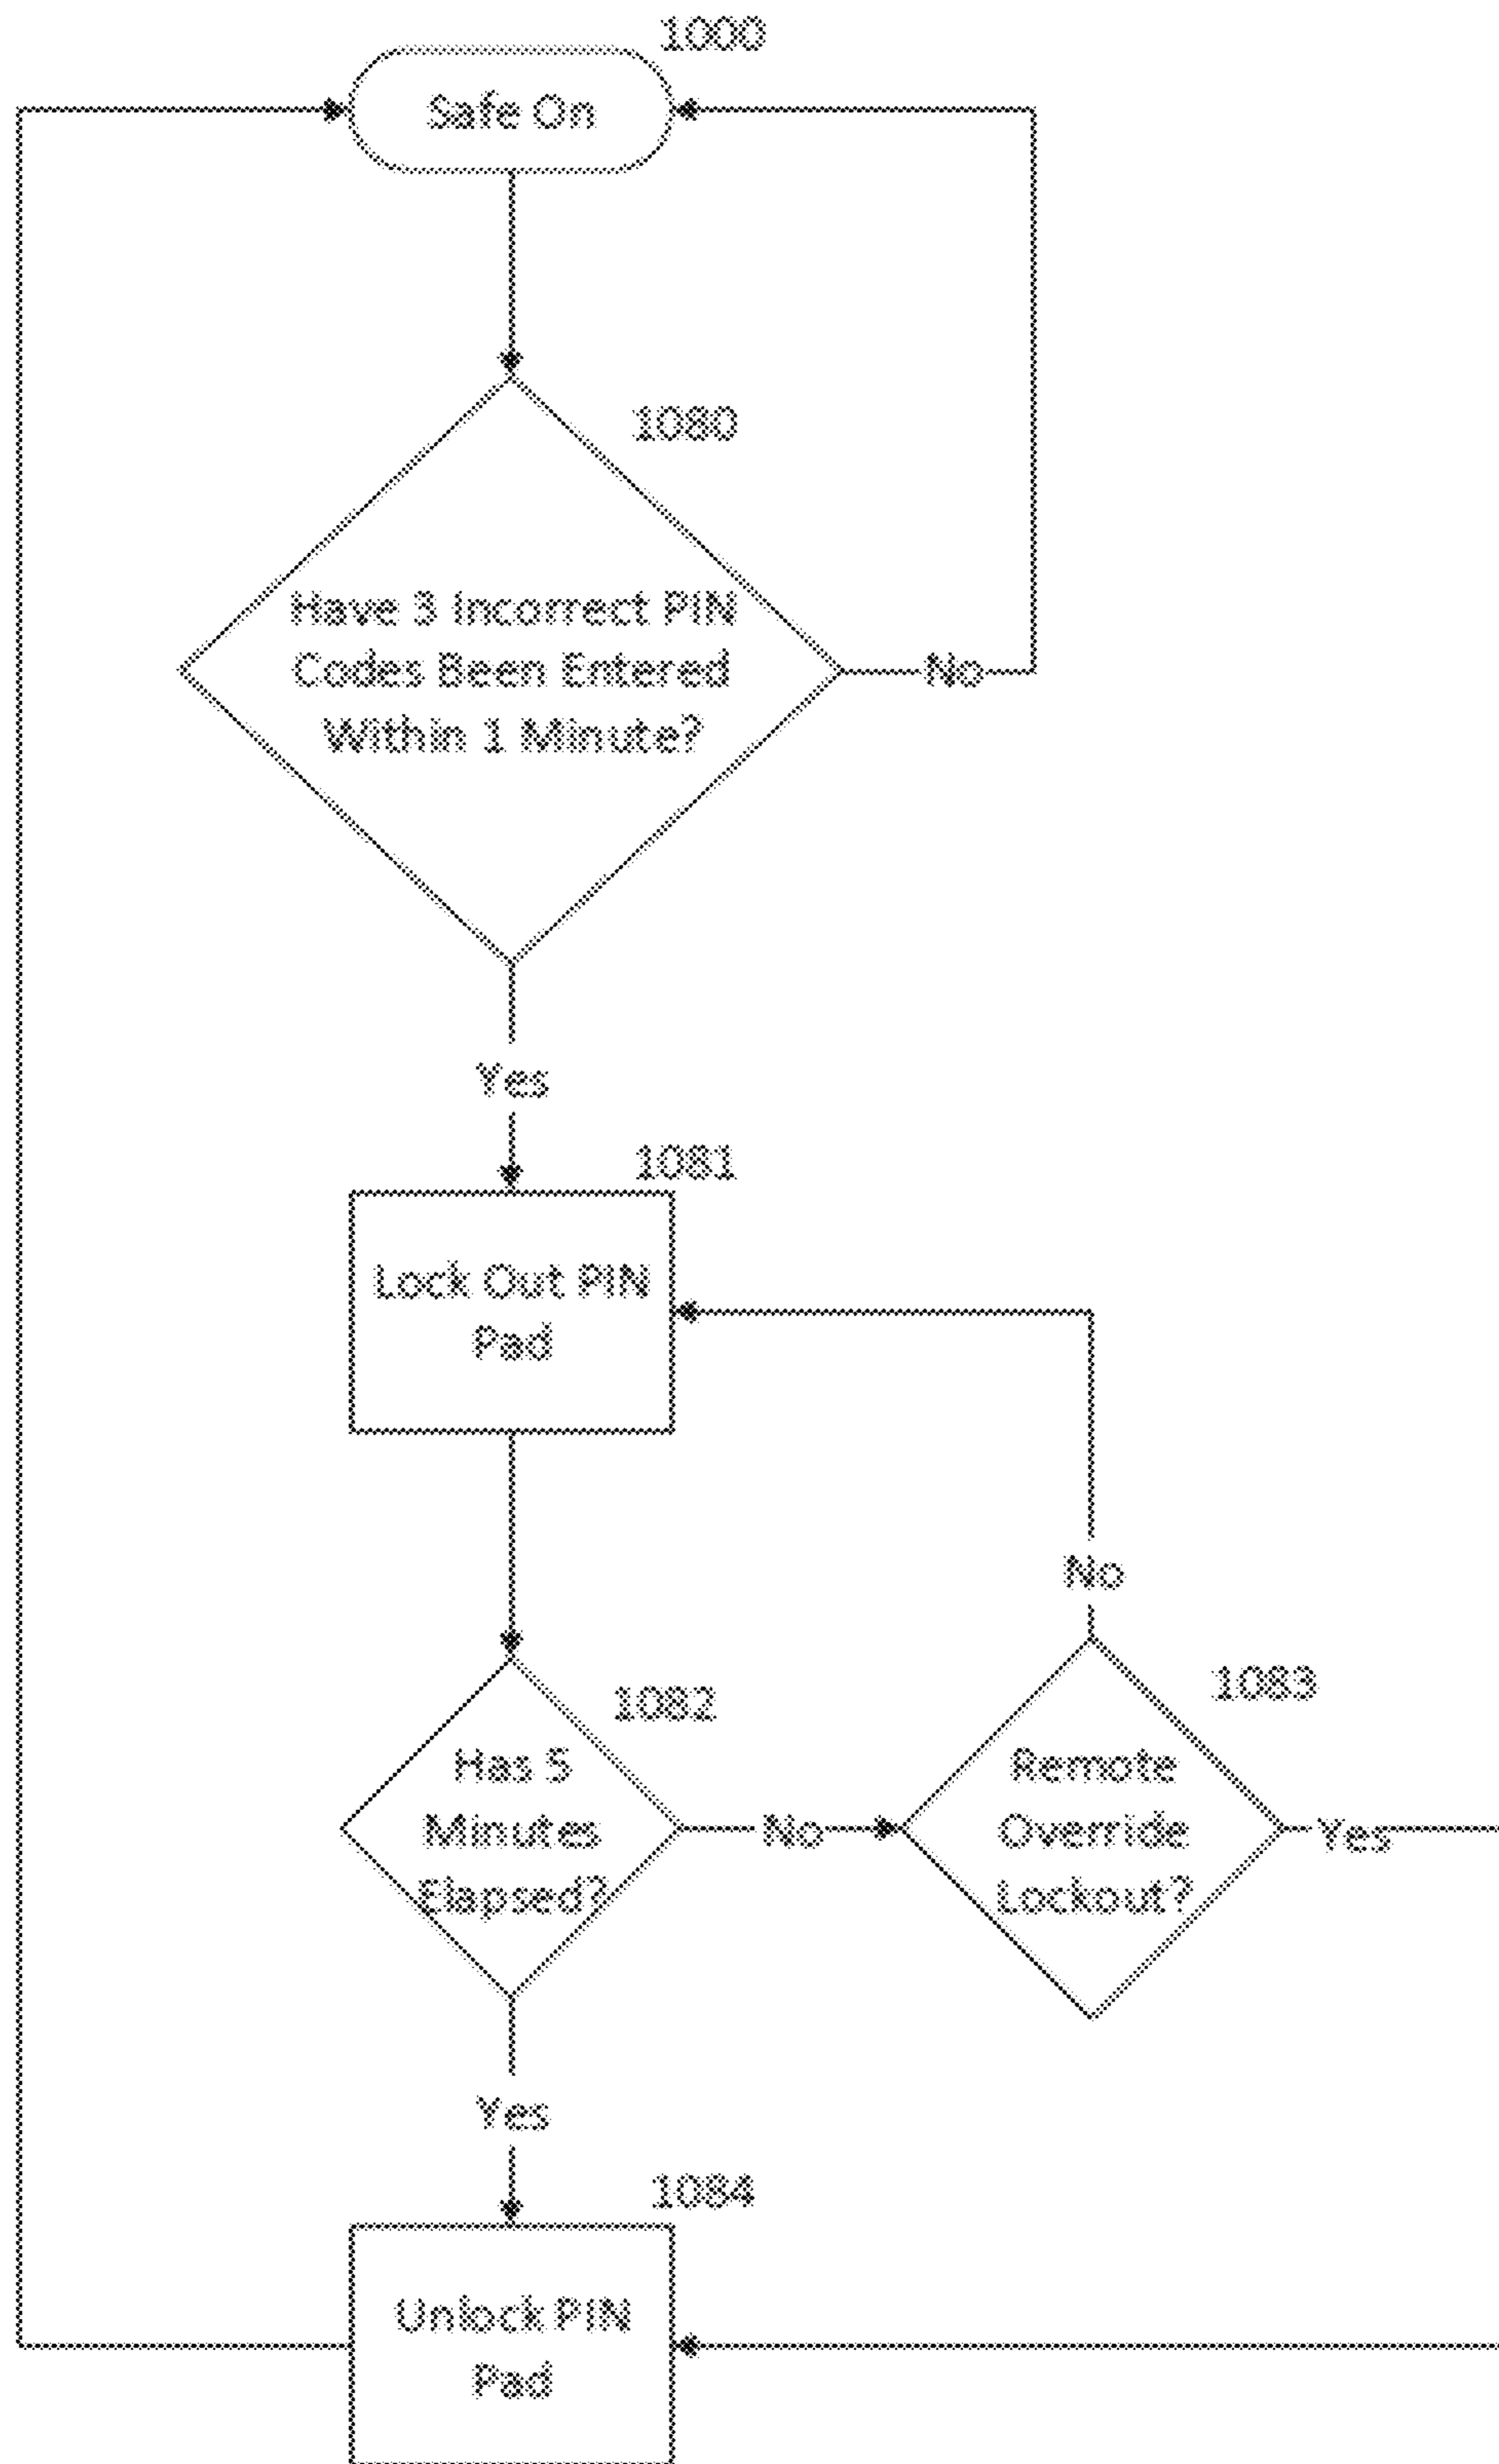 1000
Safe On
1080
Have 3 Incorrect PIN
Codes Been Entered
Within 1 Minute?
No
Yes
1081
Lock Out PIN
Pad
No
1082
1083
Has 5
Minutes
Elapsed?
No
Remote
Override
Lockout?
Yes
Yes
1084
Unlock PIN
Pad